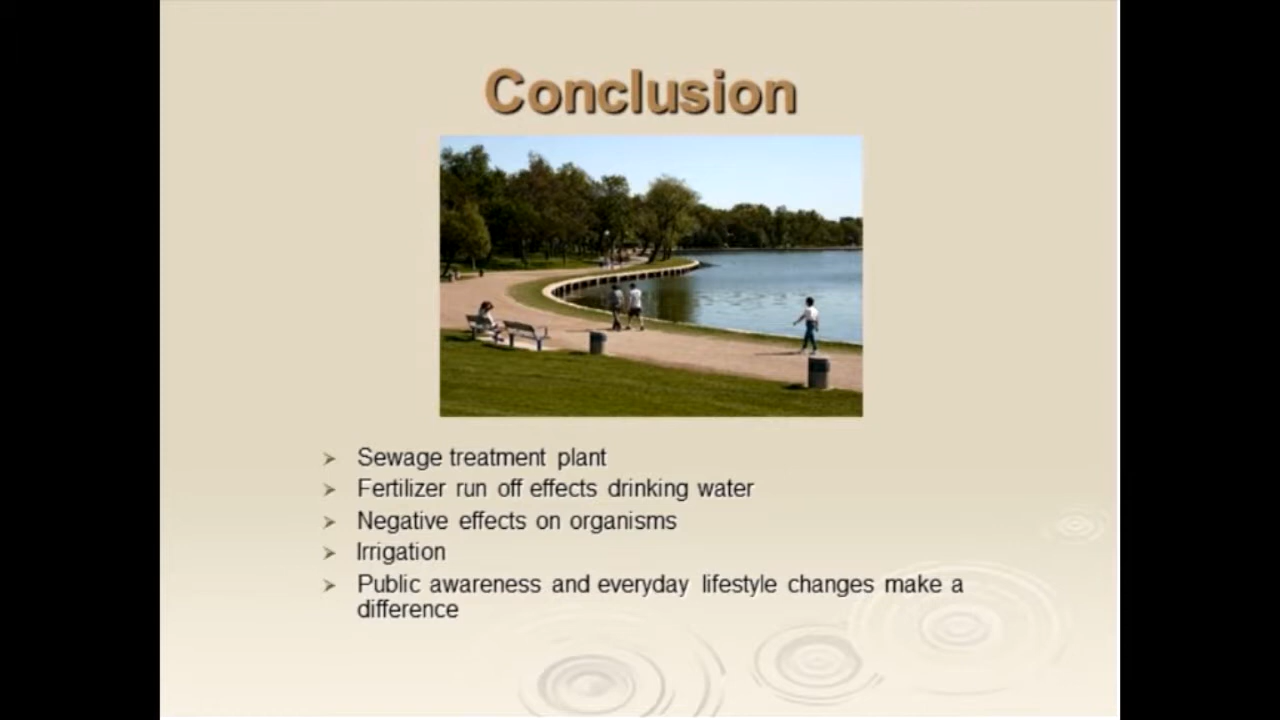 Conclusion
Sewage treatment plant
Fertilizer run off effects drinking water
Negative effects on organisms
Irrigation
Public awareness and everyday lifestyle changes make a
difference